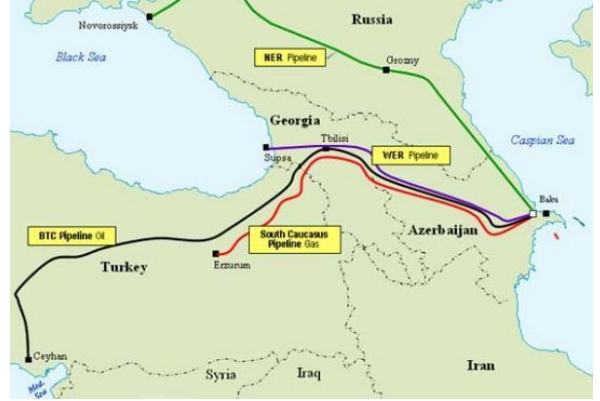 Novorossiysk
Russia
Black Sea
NER Pipeline
Grozny
Georgia
Tbilisi
Caspian Sea
Supsa
WER Pipeline
Baku
BTC Pipeline Oil
South Caucasus
Pipeline Gas
Azerbaijan
Turkey
Erzurum
Ceyhan
Syria
Iraq
Iran
Med.
Sea